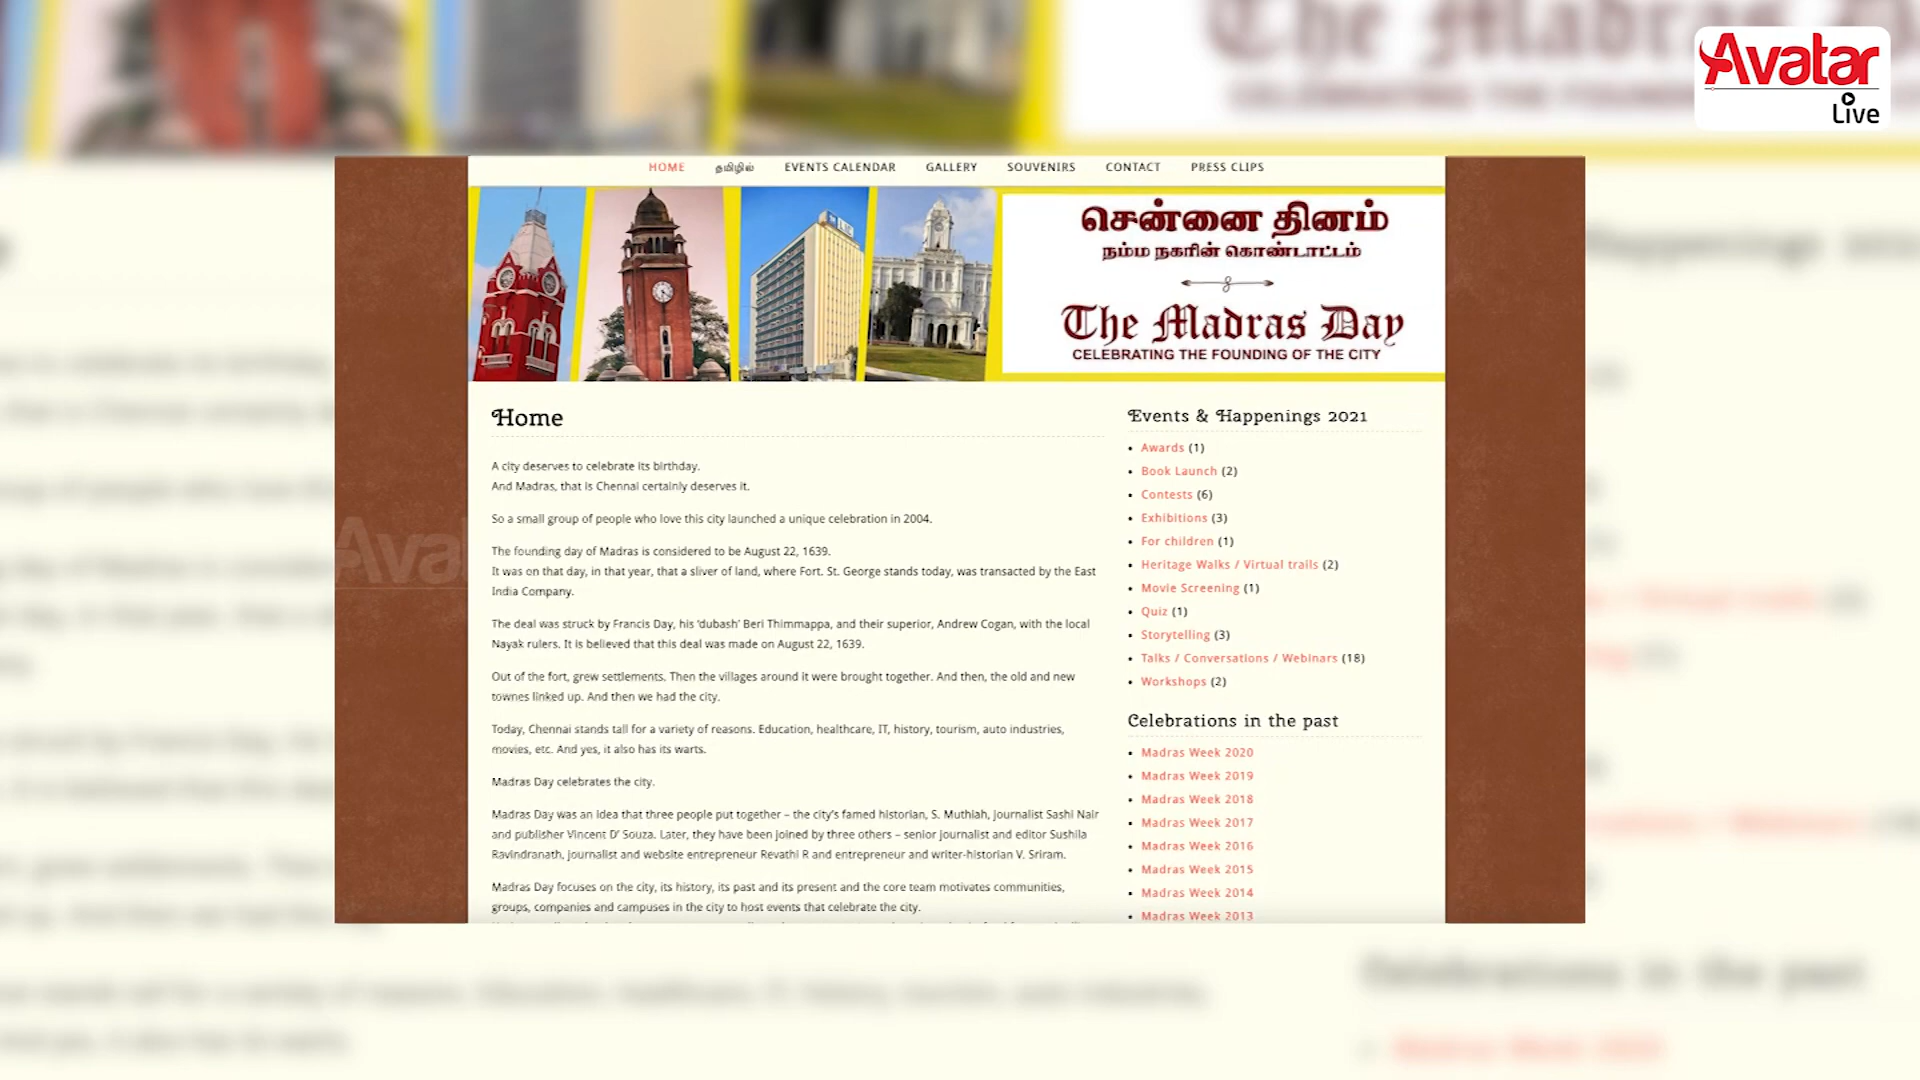 Avatar
Live
HOME தமிழில் EVENTS CALENDAR GALLERY SOUVENIRS CONTACT PRESS CLIPS
சென்னை தினம்
நம்ம நகரின் கொண்டாட்டம்
The Madras Day
CELEBRATING THE FOUNDING OF THE CITY
Home
A city deserves to celebrate its birthday.
And Madras, that is Chennai certainly deserves it.
So a small group of people who love this city launched a unique celebration in 2004.
The founding day of Madras is considered to be August 22, 1639.
It was on that day, in that year, that a sliver of land, where Fort. St. George stands today, was transacted by the East
India Company.
The deal was struck by Francis Day, his ‘dubash’ Beri Thimmappa, and their superior, Andrew Cogan, with the local
Nayak rulers. It is believed that this deal was made on August 22, 1639.
Out of the fort, grew settlements. Then the villages around it were brought together. And then, the old and new
townes linked up. And then we had the city.
Today, Chennai stands tall for a variety of reasons. Education, healthcare, IT, history, tourism, auto industries,
movies, etc. And yes, it also has its warts.
Madras Day celebrates the city.
Madras Day was an idea that three people put together – the city’s famed historian, S. Muthiah, journalist Sashi Nair
and publisher Vincent D’ Souza. Later, they have been joined by three others – senior journalist and editor Sushila
Ravindranath, journalist and website entrepreneur Revathi R and entrepreneur and writer-historian V. Sriram.
Madras Day focuses on the city, its history, its past and its present and the core team motivates communities,
groups, companies and campuses in the city to host events that celebrate the city.
Events & Happenings 2021
• Awards (1)
• Book Launch (2)
• Contests (6)
• Exhibitions (3)
• For children (1)
• Heritage Walks / Virtual trails (2)
• Movie Screening (1)
• Quiz (1)
• Storytelling (3)
• Talks / Conversations / Webinars (18)
• Workshops (2)
Celebrations in the past
• Madras Week 2020
• Madras Week 2019
• Madras Week 2018
• Madras Week 2017
• Madras Week 2016
• Madras Week 2015
• Madras Week 2014
• Madras Week 2013